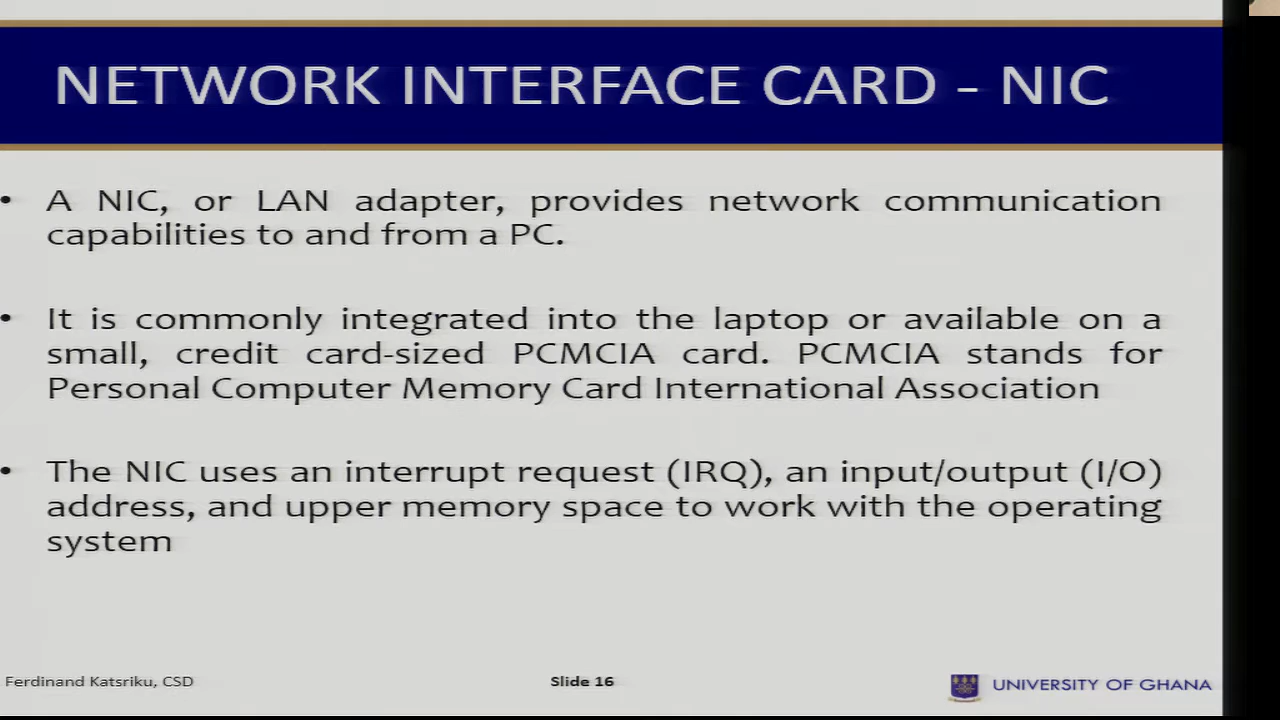 NETWORK INTERFACE CARD - NIC
• A NIC, or LAN adapter, provides network communication
capabilities to and from a PC.
• It is commonly integrated into the laptop or available on a
small, credit card-sized PCMCIA card. PCMCIA stands for
Personal Computer Memory Card International Association
• The NIC uses an interrupt request (IRQ), an input/output (I/O)
address, and upper memory space to work with the operating
system
Ferdinand Katsriku, CSD
Slide 16
UNIVERSITY OF GHANA